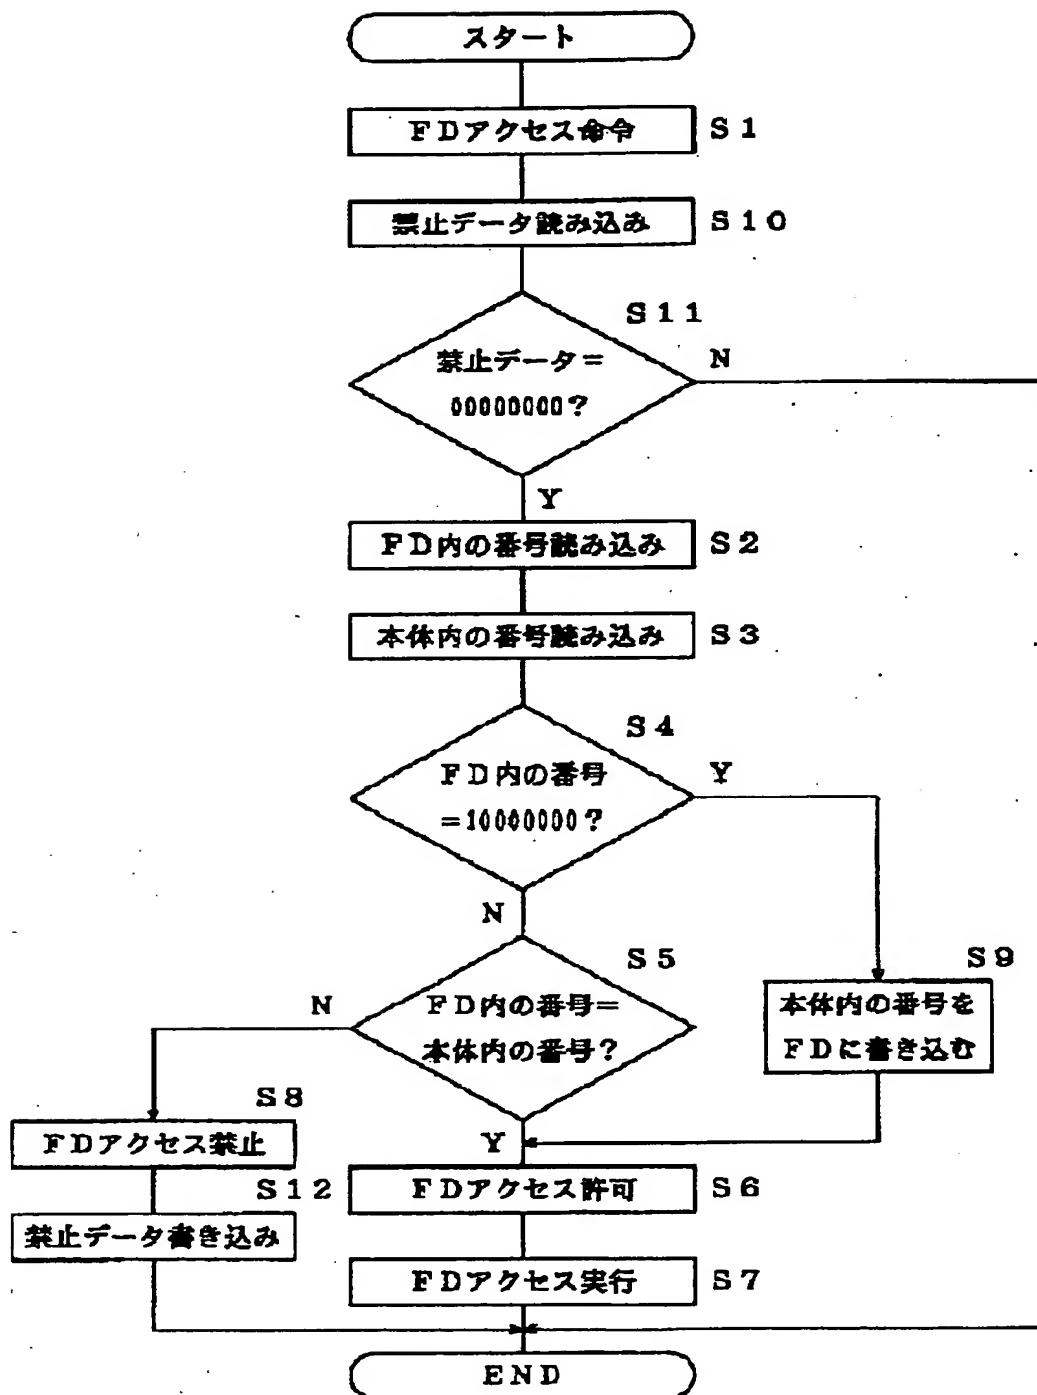 スタート
FDアクセス命令 S1
禁止データ読み込み S10
S11
禁止データ=
00000000?
N
Y
FD内の番号読み込み S2
本体内の番号読み込み S3
S4
FD内の番号
=10000000?
Y
N
S5
FD内の番号=
本体内の番号?
N
S9
本体内の番号を
FDに書き込む
S8
FDアクセス禁止
Y
S12
禁止データ書き込み
FDアクセス許可 S6
FDアクセス実行 S7
END